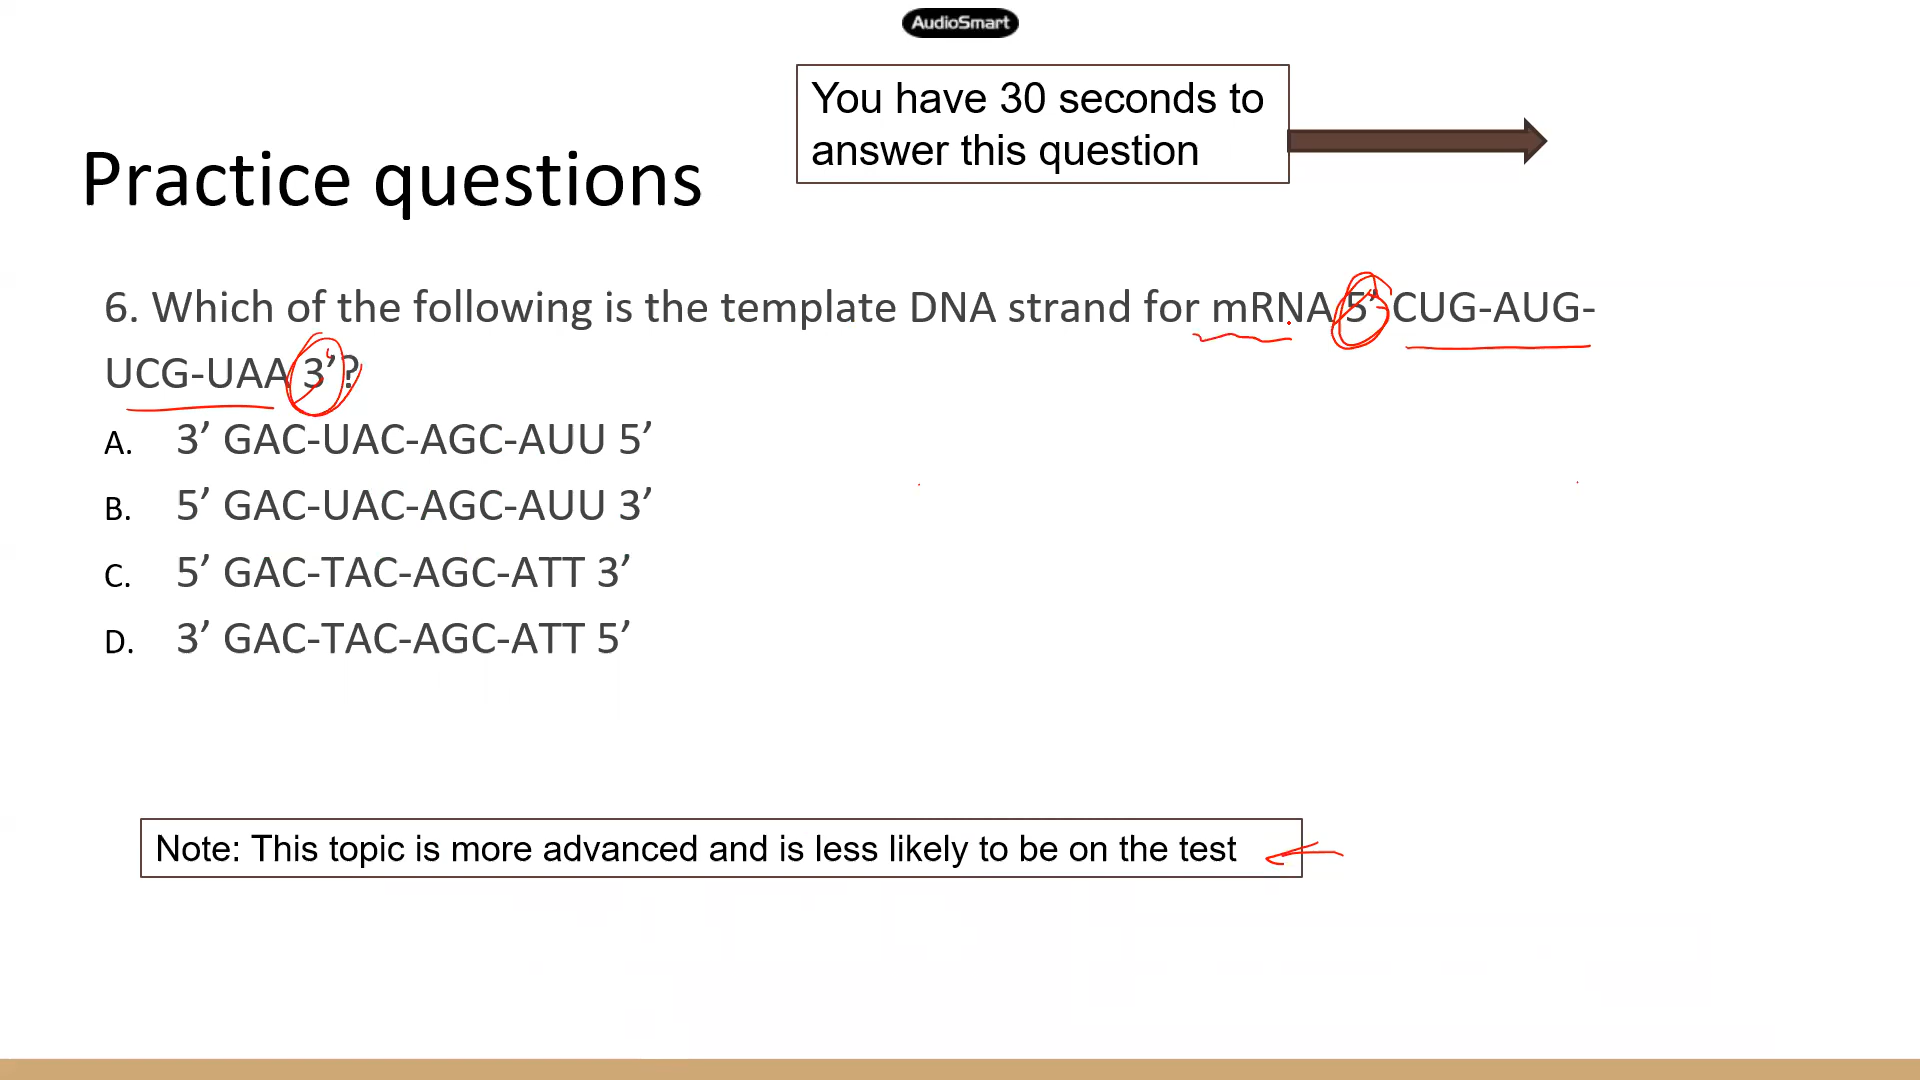 AudioSmart
You have 30 seconds to
answer this question
Practice questions
6. Which of the following is the template DNA strand for mRNA 5’ CUG-AUG-
UCG-UAA 3’?
A. 3’ GAC-UAC-AGC-AUU 5’
B. 5’ GAC-UAC-AGC-AUU 3’
C. 5’ GAC-TAC-AGC-ATT 3’
D. 3’ GAC-TAC-AGC-ATT 5’
Note: This topic is more advanced and is less likely to be on the test